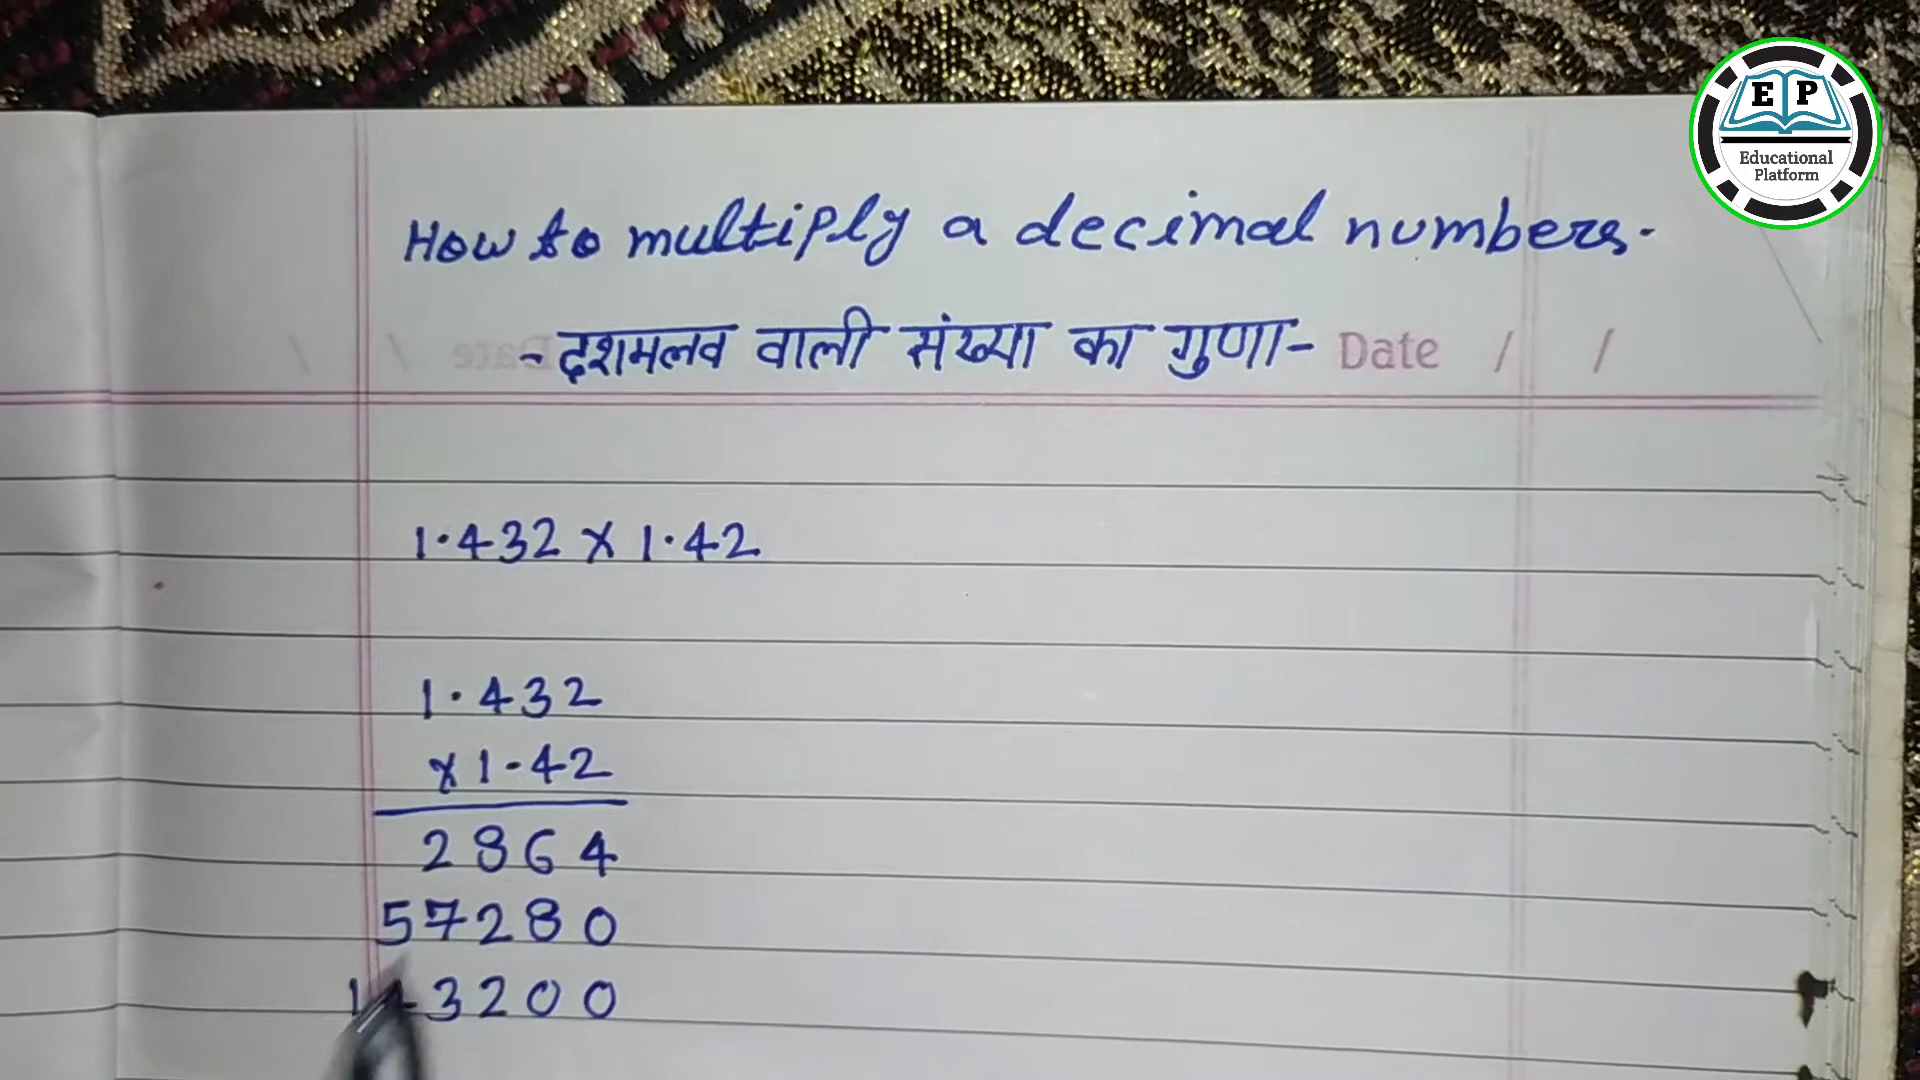 E P
Educational
Platform
How to multiply a decimal numbers.
-दशमलव वाली संख्या का गुणा- Date / /
1.432 x 1.42
1.432
x 1.42
2864
57280
143200